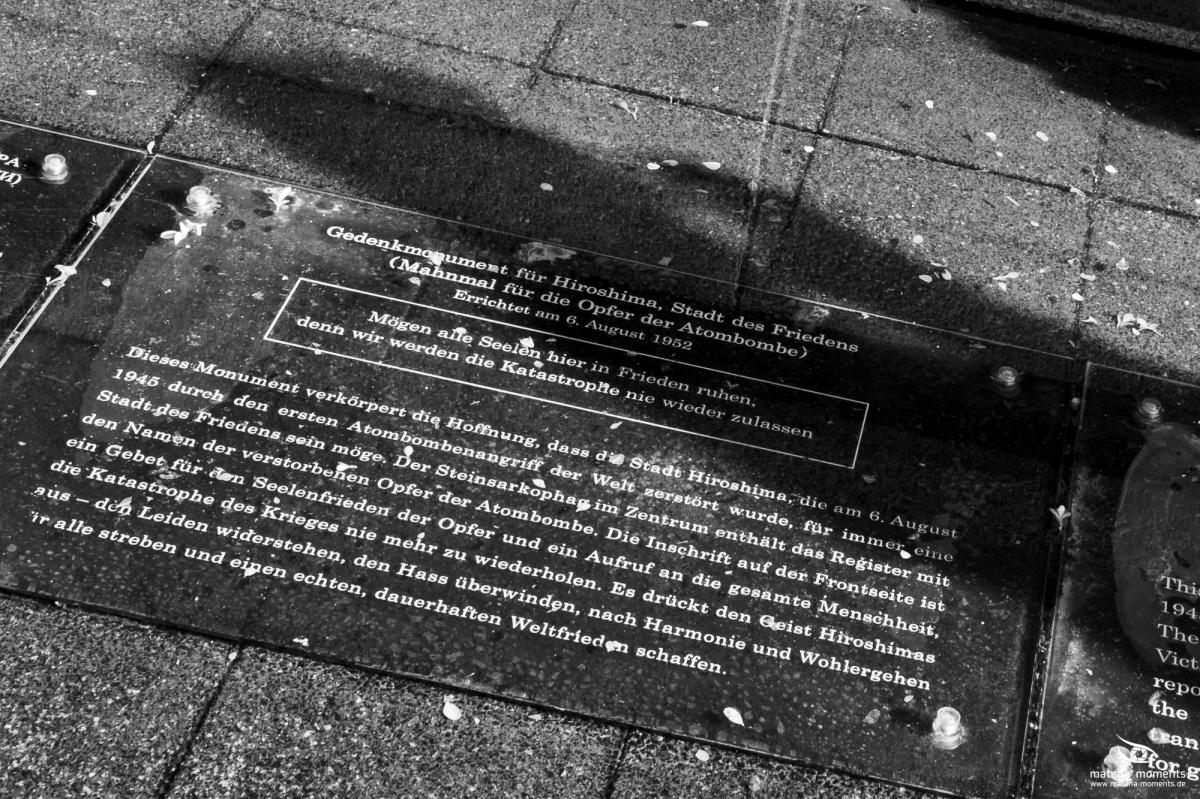 PA
И)
Gedenkmonument für Hiroshima, Stadt des Friedens
(Mahnmal für die Opfer der Atombombe)
Errichtet am 6. August 1952
Mögen alle Seelen hier in Frieden ruhen,
denn wir werden die Katastrophe nie wieder zulassen
Dieses Monument verkörpert die Hoffnung, dass die Stadt Hiroshima, die am 6. August
1945 durch den ersten Atombombenangriff der Welt zerstört wurde, für immer eine
Stadt des Friedens sein möge. Der Steinsarkophag im Zentrum enthält das Register mit
den Namen der verstorbenen Opfer der Atombombe. Die Inschrift auf der Frontseite ist
ein Gebet für den Seelenfrieden der Opfer und ein Aufruf an die gesamte Menschheit,
die Katastrophe des Krieges nie mehr zu wiederholen. Es drückt den Geist Hiroshimas
aus – den Leiden widerstehen, den Hass überwinden, nach Harmonie und Wohlergehen
für alle streben und einen echten, dauerhaften Weltfrieden schaffen.
This
194
The
Vict
repo
the
tran
for g
materia moments
www.materia-moments.de